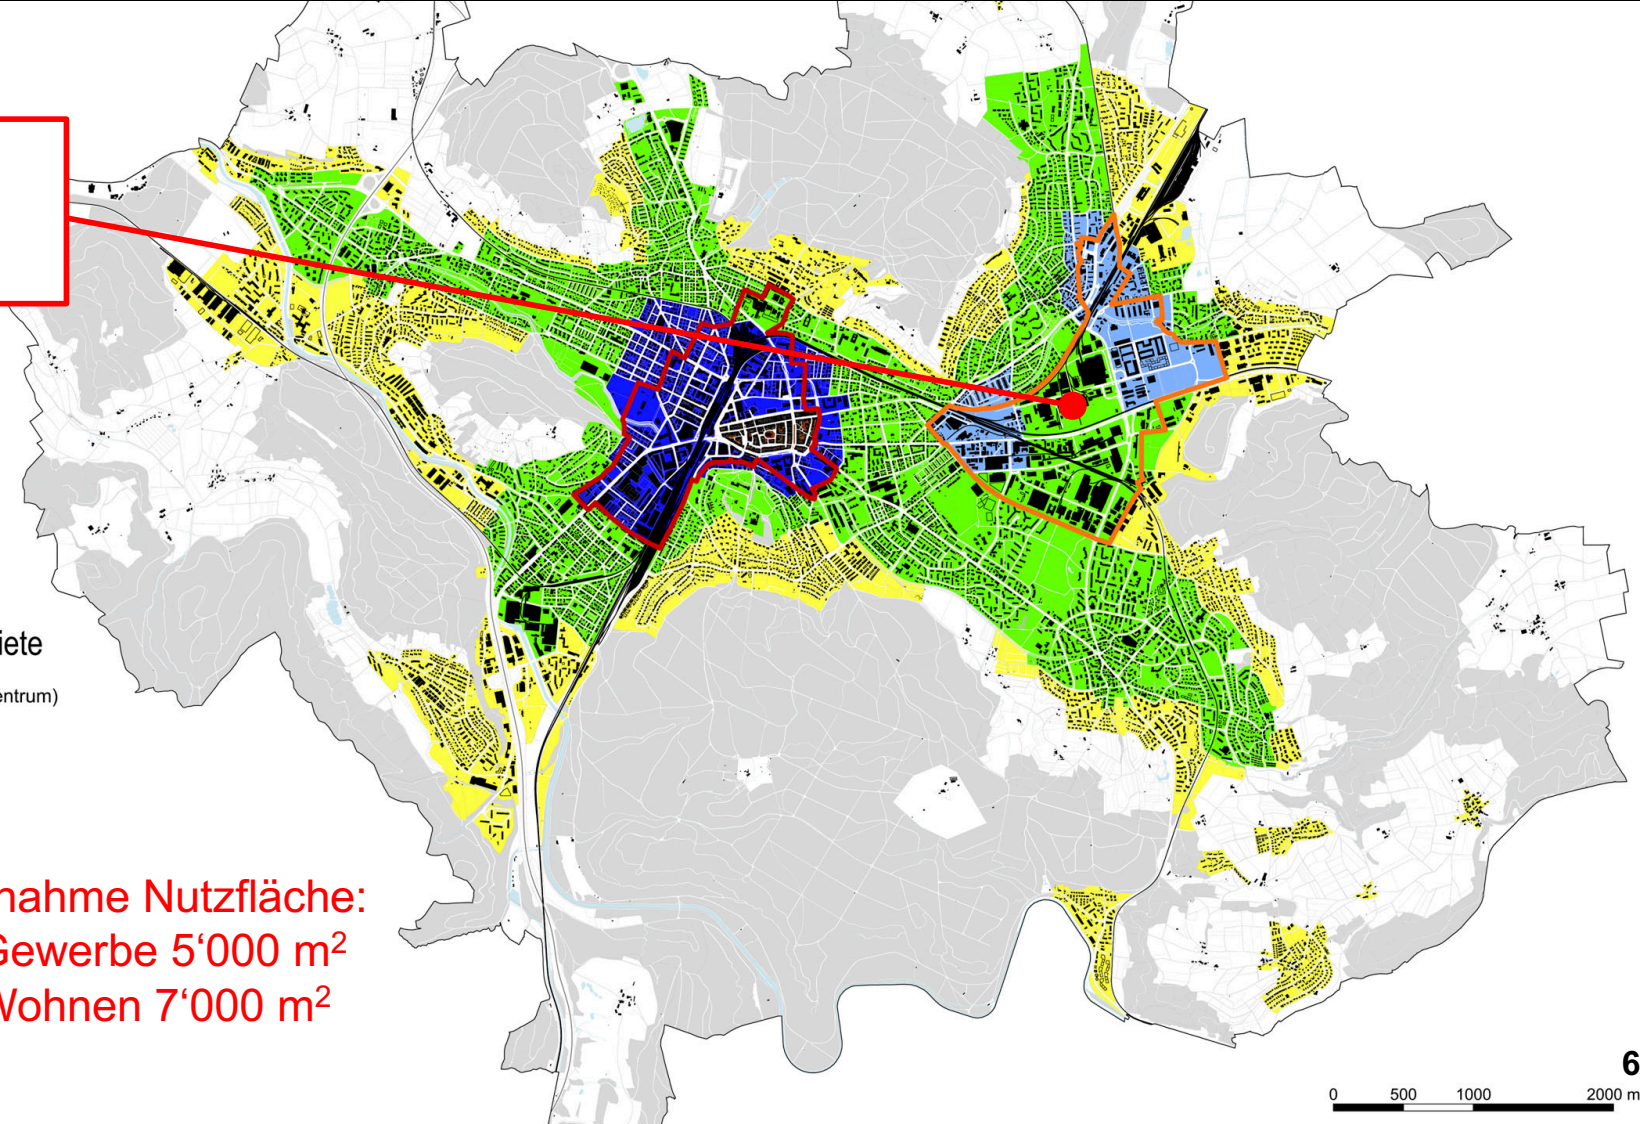 iete
entrum)
nahme Nutzfläche:
Gewerbe 5‘000 m²
Wohnen 7‘000 m²
6
0 500 1000 2000 m